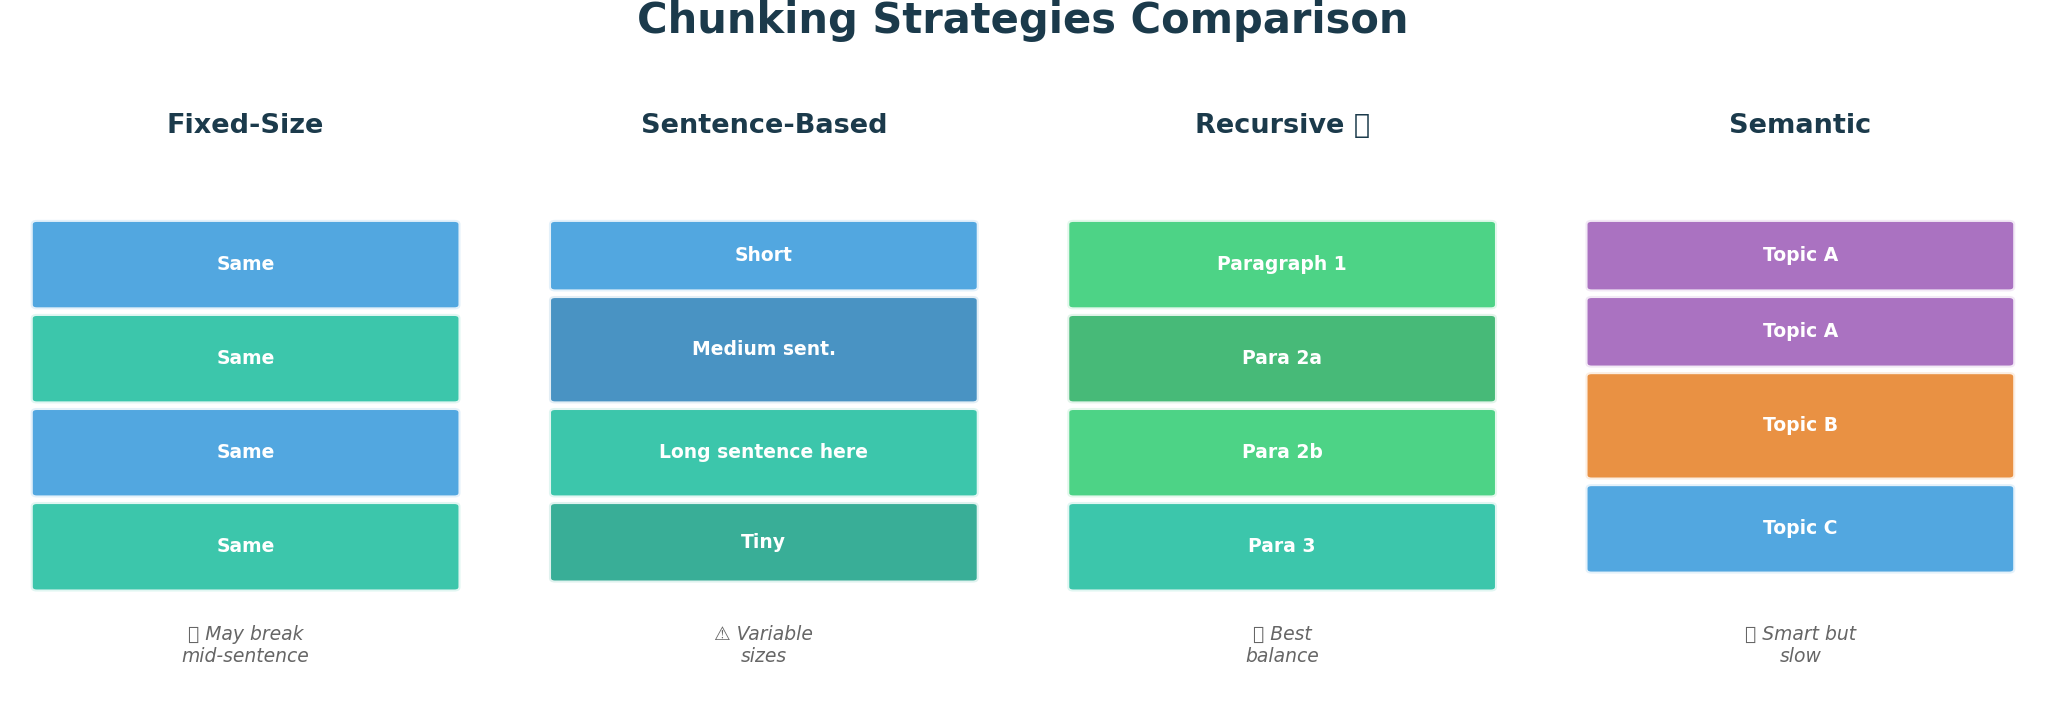 Chunking Strategies Comparison
Fixed-Size
Same
Same
Same
Same
May break
mid-sentence
Sentence-Based
Short
Medium sent.
Long sentence here
Tiny
⚠ Variable
sizes
Recursive
Paragraph 1
Para 2a
Para 2b
Para 3
Best
balance
Semantic
Topic A
Topic A
Topic B
Topic C
Smart but
slow